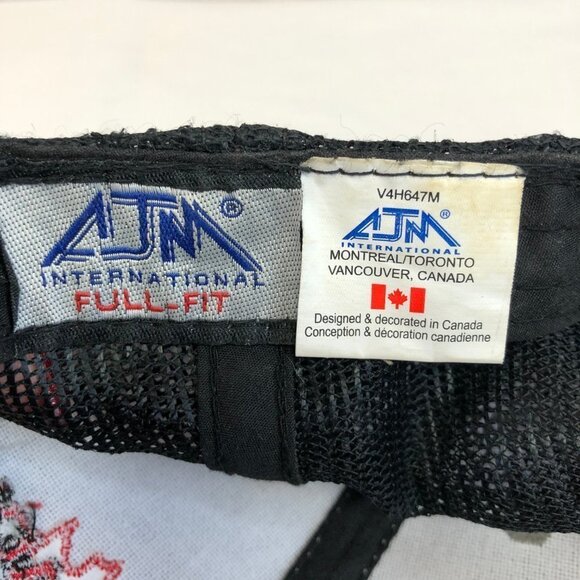 AJM®
INTERNATIONAL
FULL-FIT
V4H647M
AJM®
INTERNATIONAL
MONTREAL/TORONTO
VANCOUVER, CANADA
Designed & decorated in Canada
Conception & décoration canadienne